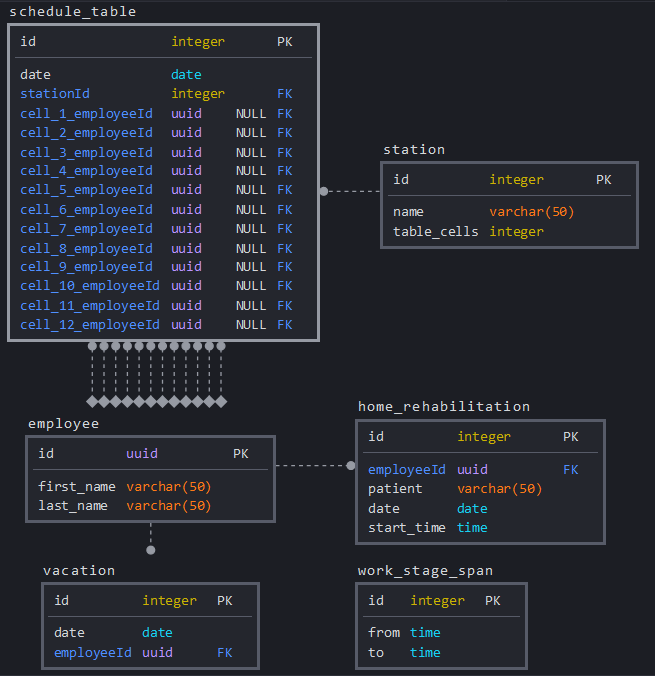 schedule_table
id integer PK
date date
stationId integer FK
cell_1_employeeId uuid NULL FK
cell_2_employeeId uuid NULL FK
cell_3_employeeId uuid NULL FK
cell_4_employeeId uuid NULL FK
cell_5_employeeId uuid NULL FK
cell_6_employeeId uuid NULL FK
cell_7_employeeId uuid NULL FK
cell_8_employeeId uuid NULL FK
cell_9_employeeId uuid NULL FK
cell_10_employeeId uuid NULL FK
cell_11_employeeId uuid NULL FK
cell_12_employeeId uuid NULL FK
station
id integer PK
name varchar(50)
table_cells integer
employee
id uuid PK
first_name varchar(50)
last_name varchar(50)
home_rehabilitation
id integer PK
employeeId uuid FK
patient varchar(50)
date date
start_time time
vacation
id integer PK
date date
employeeId uuid FK
work_stage_span
id integer PK
from time
to time